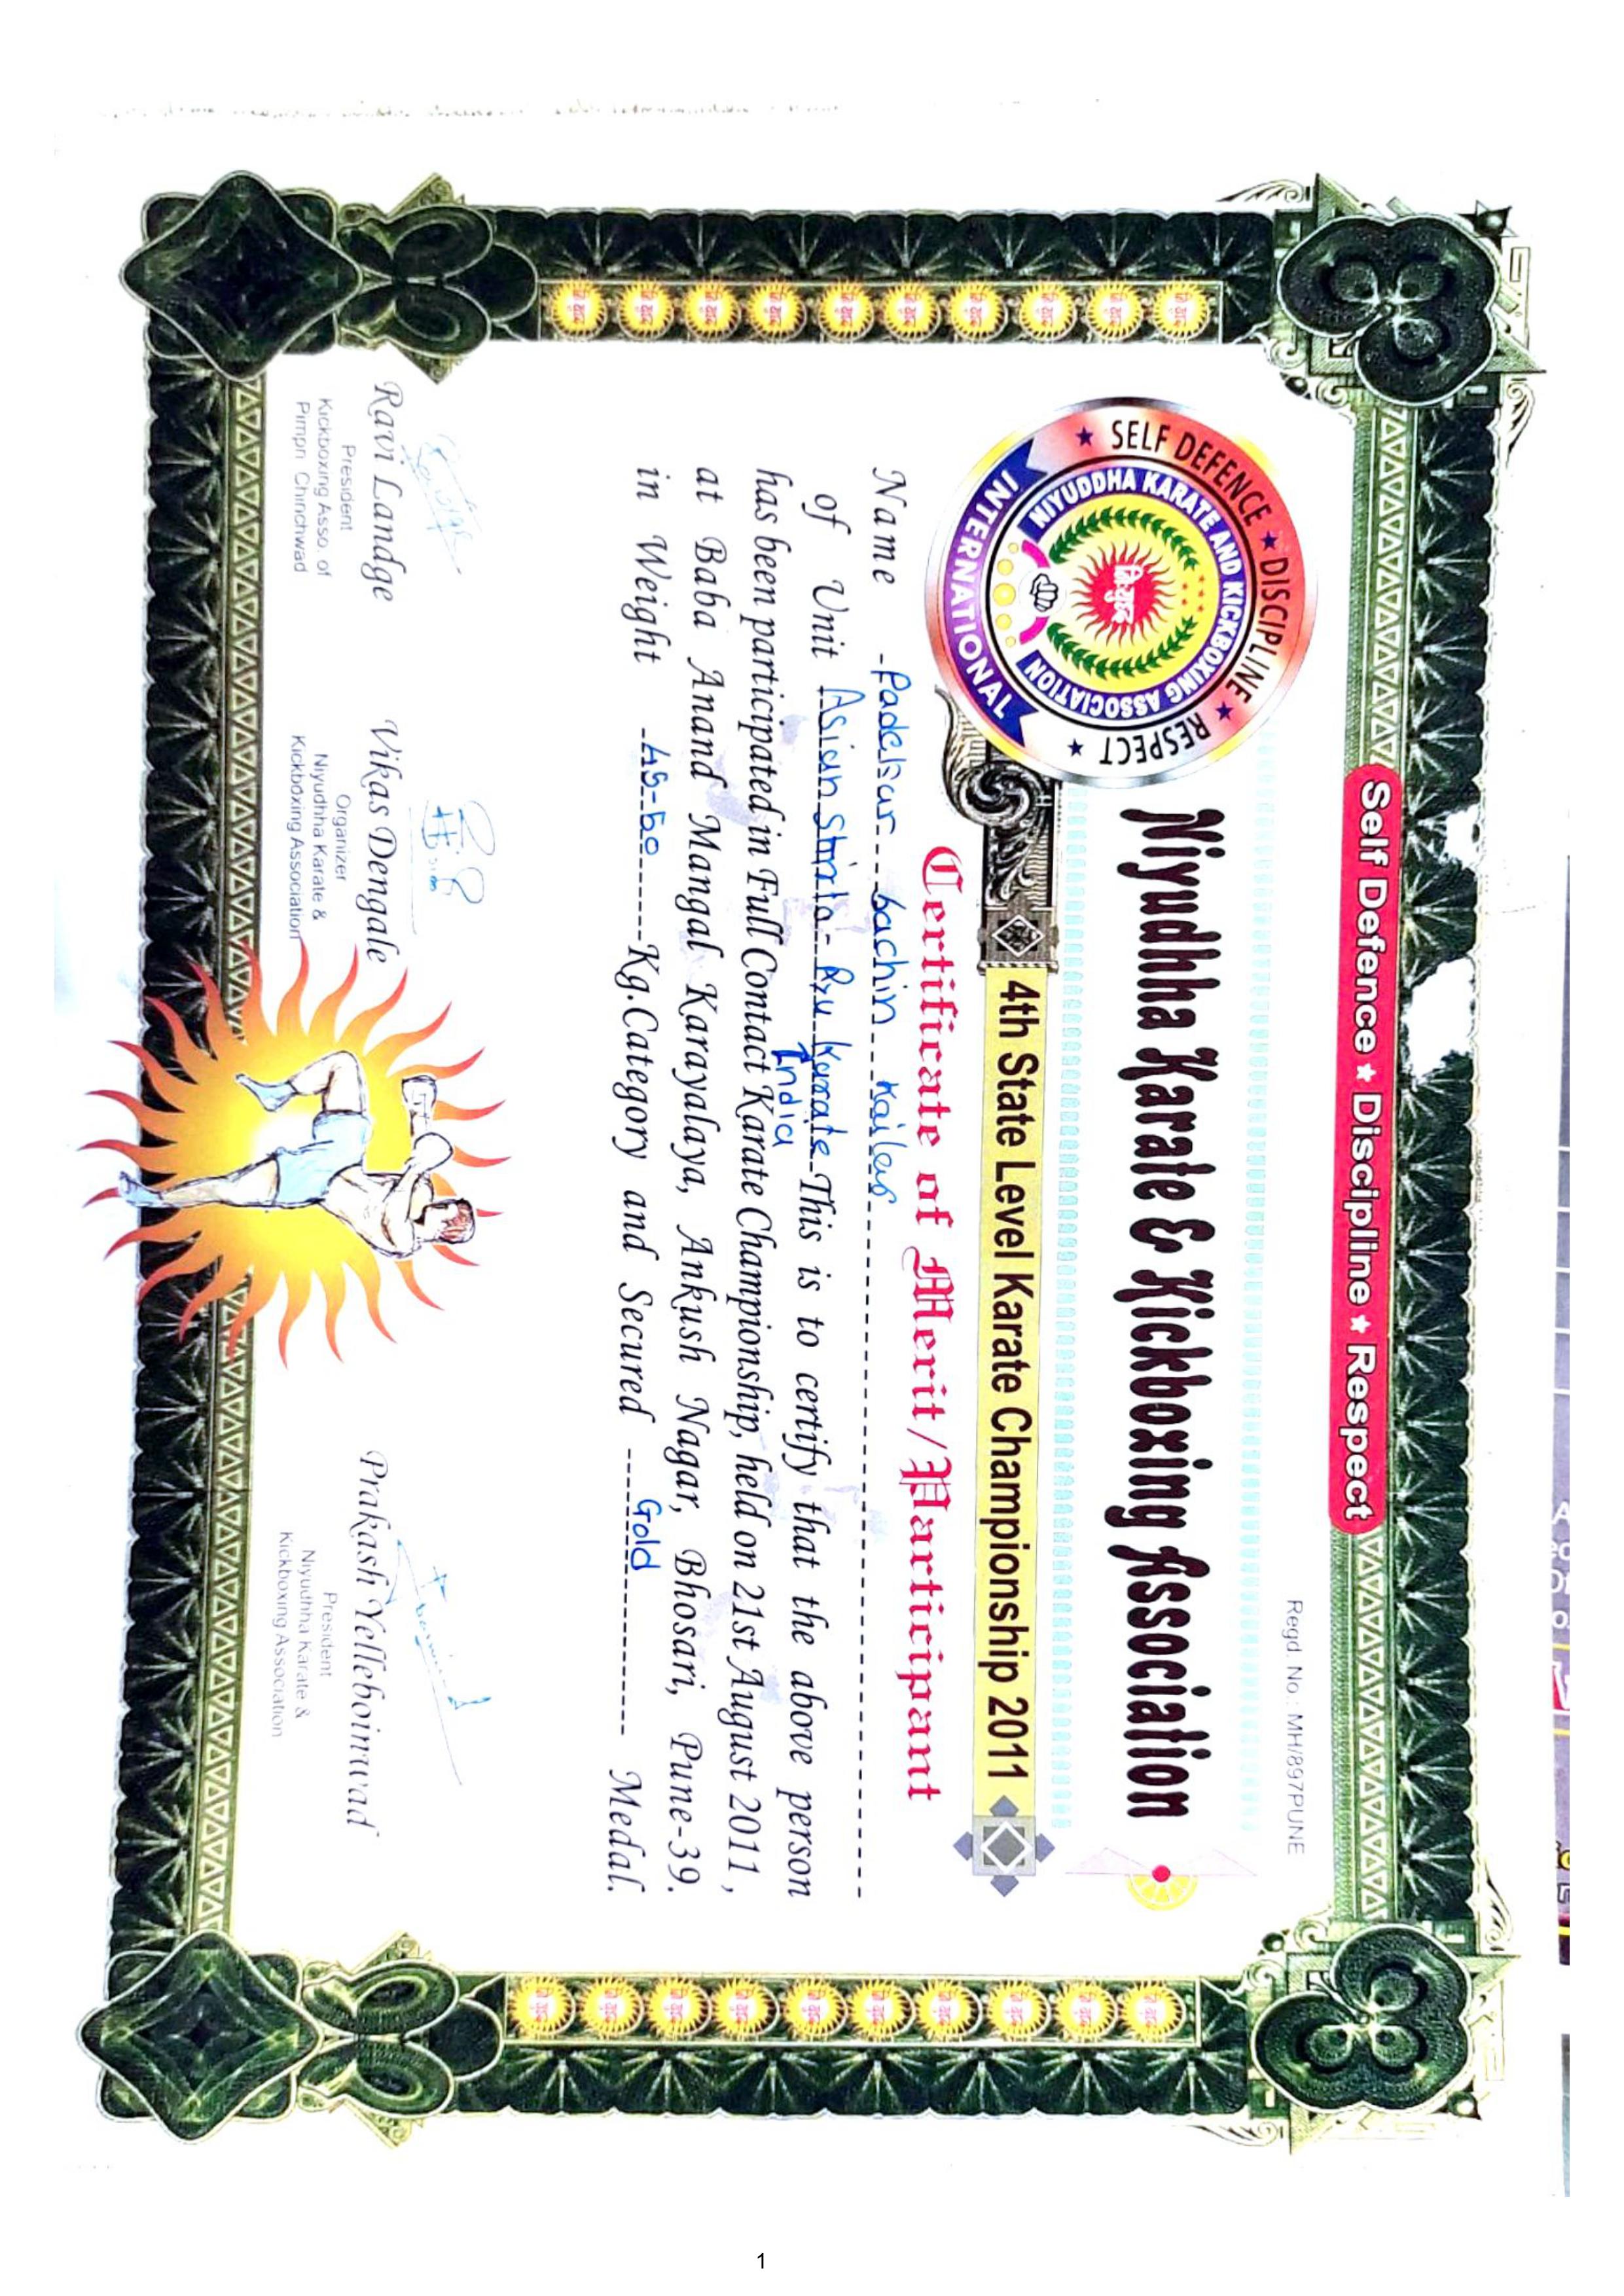 Self Defence ★ Discipline ★ Respect
Regd. No.: MH/897PUNE
★ SELF DEFENCE ★ DISCIPLINE ★ RESPECT ★
NIYUDDHA KARATE AND KICKBOXING ASSOCIATION
नि-युद्ध
INTERNATIONAL
Niyudhha Karate & Kickboxing Association
4th State Level Karate Championship 2011
Certificate of Merit/Participant
Name Padekar Sachin Kailas
of Unit Asian Ryu Karate This is to certify that the above person
India
has been participated in Full Contact Karate Championship, held on 21st August 2011,
at Baba Anand Mangal Karayalaya, Ankush Nagar, Bhosari, Pune-39.
in Weight 45-50 Kg.Category and Secured Gold Medal.
Ravi Landge
President
Kickboxing Asso. of
Pimpri Chinchwad
Vikas Dengale
Organizer
Niyudhha Karate &
Kickboxing Association
Prakash Yelleboinwad
President
Niyudhha Karate &
Kickboxing Association
1